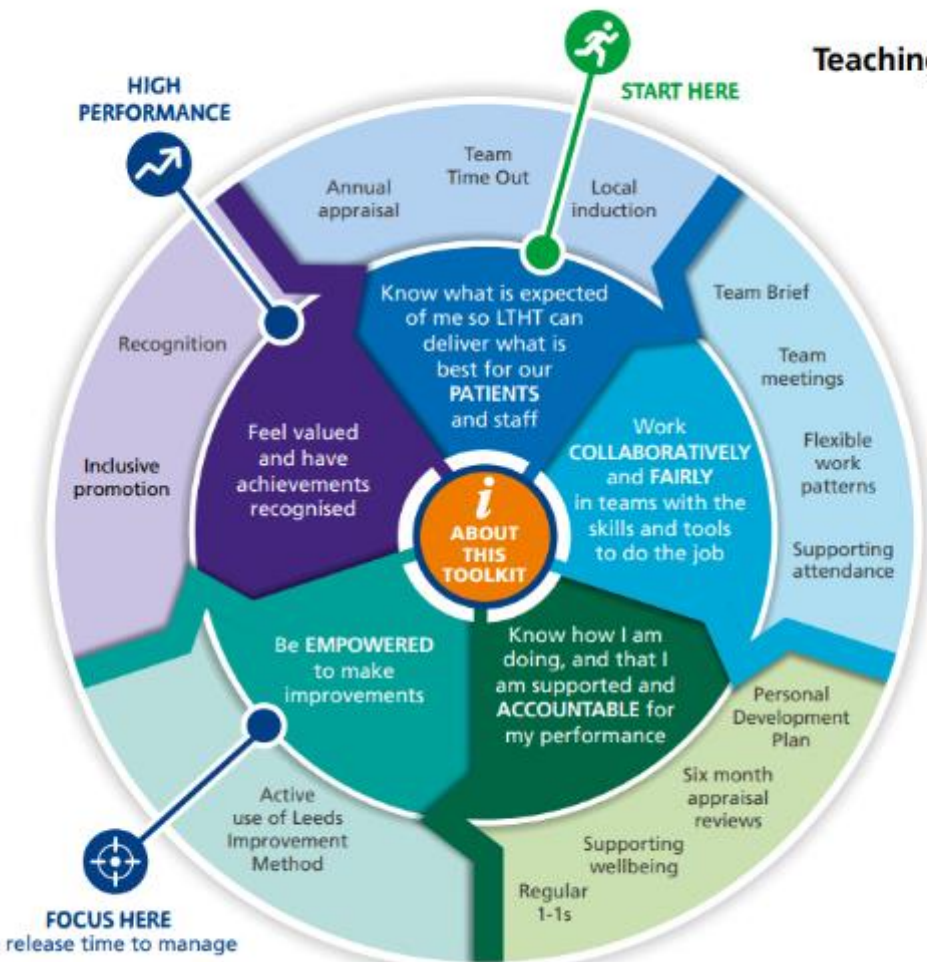 Teaching
START HERE
HIGH
PERFORMANCE
Annual
appraisal
Team
Time Out
Local
induction
Know what is expected
of me so LTHT can
deliver what is
best for our
PATIENTS
and staff
Team Brief
Team
meetings
Flexible
work
patterns
Supporting
attendance
Work
COLLABORATIVELY
and FAIRLY
in teams with the
skills and tools
to do the job
Personal
Development
Plan
Six month
appraisal
reviews
Supporting
wellbeing
Regular
1-1s
Know how I am
doing, and that I
am supported and
ACCOUNTABLE for
my performance
Be EMPOWERED
to make
improvements
Active
use of Leeds
Improvement
Method
FOCUS HERE
release time to manage
Feel valued
and have
achievements
recognised
Recognition
Inclusive
promotion
i
ABOUT
THIS
TOOLKIT